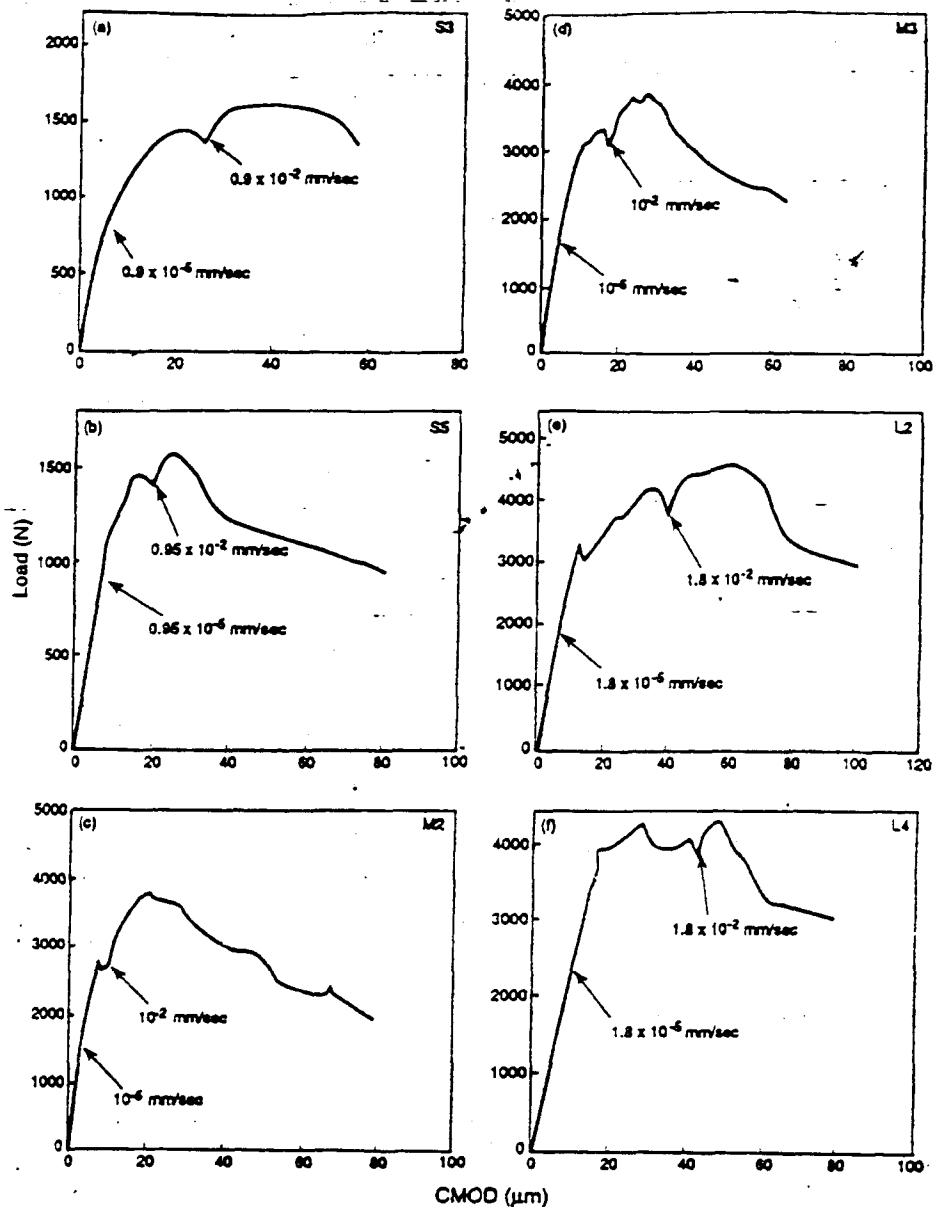 (a) S3
2000
1500
1000
500
0
0 20 40 60 80
0.9 x 10-2 mm/sec
0.9 x 10-5 mm/sec
(d) M3
5000
4000
3000
2000
1000
0
0 20 40 60 80 100
10-2 mm/sec
10-5 mm/sec
(b) S5
1500
1000
500
0
0 20 40 60 80 100
0.95 x 10-2 mm/sec
0.95 x 10-5 mm/sec
Load (N)
(e) L2
5000
4000
3000
2000
1000
0
0 20 40 60 80 100 120
1.8 x 10-2 mm/sec
1.8 x 10-5 mm/sec
(c) M2
5000
4000
3000
2000
1000
0
0 20 40 60 80 100
10-2 mm/sec
10-5 mm/sec
(f) L4
4000
3000
2000
1000
0
0 20 40 60 80 100
1.8 x 10-2 mm/sec
1.8 x 10-5 mm/sec
CMOD (μm)